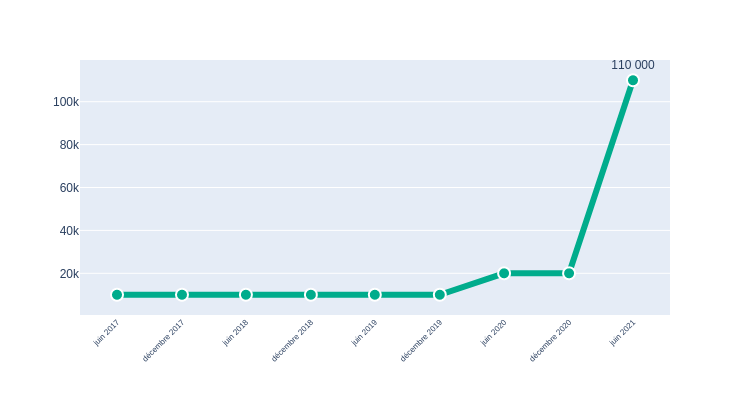 110 000
100k
80k
60k
40k
20k
juin 2017
décembre 2017
juin 2018
décembre 2018
juin 2019
décembre 2019
juin 2020
décembre 2020
juin 2021